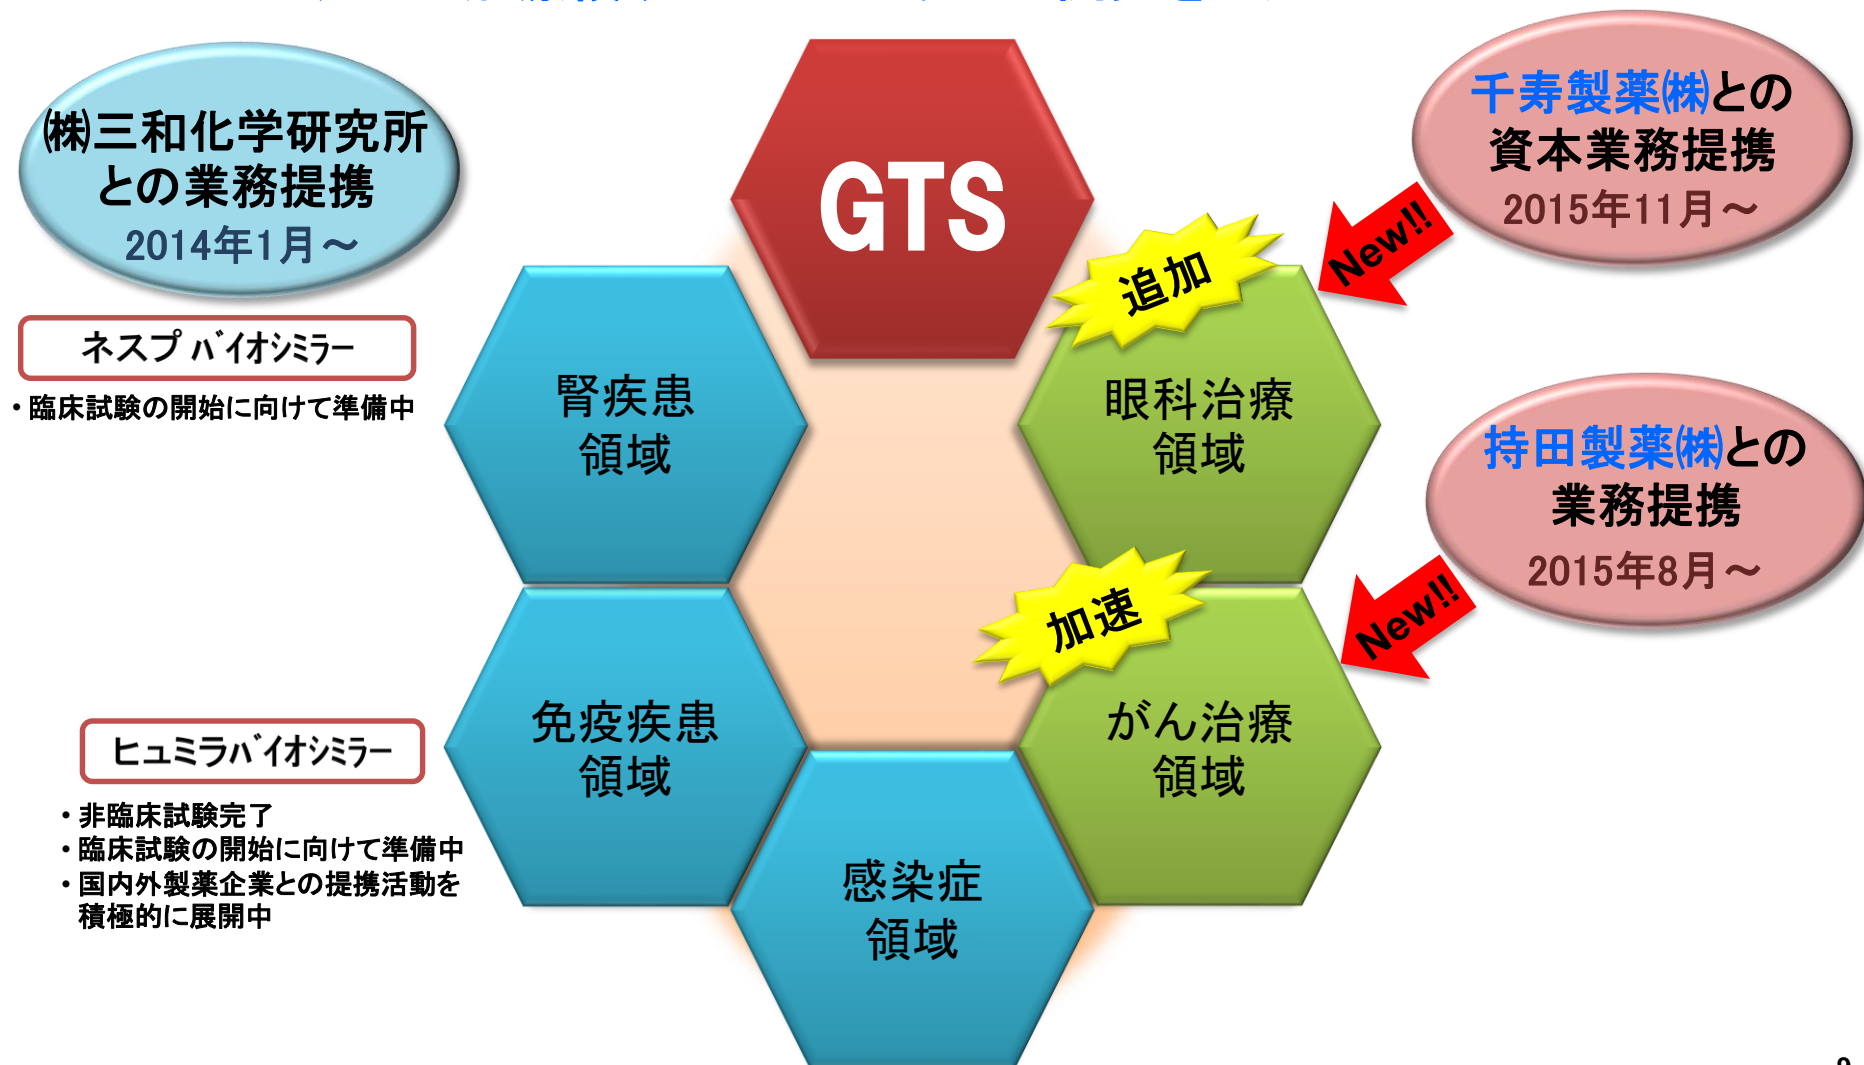 ㈱三和化学研究所
との業務提携
2014年1月～
ネスプ バイオシミラー
・臨床試験の開始に向けて準備中
GTS
千寿製薬㈱との
資本業務提携
2015年11月～
New!!
追加
腎疾患
領域
眼科治療
領域
持田製薬㈱との
業務提携
2015年8月～
New!!
加速
免疫疾患
領域
がん治療
領域
ヒュミラバイオシミラー
・非臨床試験完了
・臨床試験の開始に向けて準備中
・国内外製薬企業との提携活動を
積極的に展開中
感染症
領域